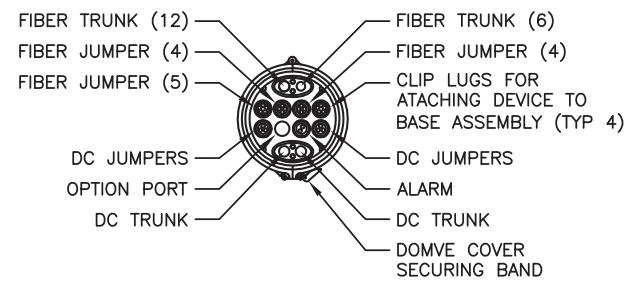 FIBER TRUNK (12)
FIBER JUMPER (4)
FIBER JUMPER (5)
DC JUMPERS
OPTION PORT
DC TRUNK
FIBER TRUNK (6)
FIBER JUMPER (4)
CLIP LUGS FOR
ATACHING DEVICE TO
BASE ASSEMBLY (TYP 4)
DC JUMPERS
ALARM
DC TRUNK
DOMVE COVER
SECURING BAND